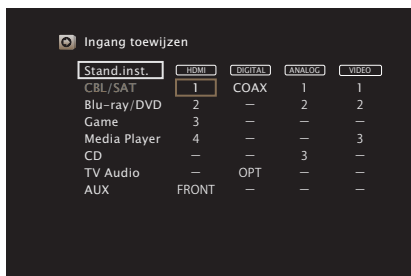 Ingang toewijzen
Stand.inst. HDMI DIGITAL ANALOG VIDEO
CBL/SAT 1 COAX 1 1
Blu-ray/DVD 2 – 2 2
Game 3 – – –
Media Player 4 – – 3
CD – – 3 –
TV Audio – OPT – –
AUX FRONT – – –